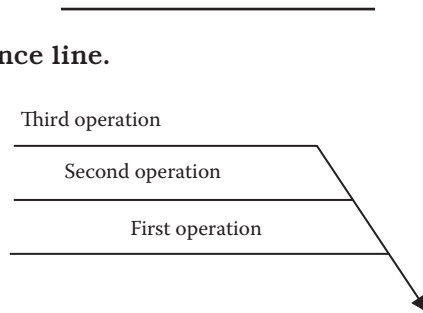 nce line.
Third operation
Second operation
First operation